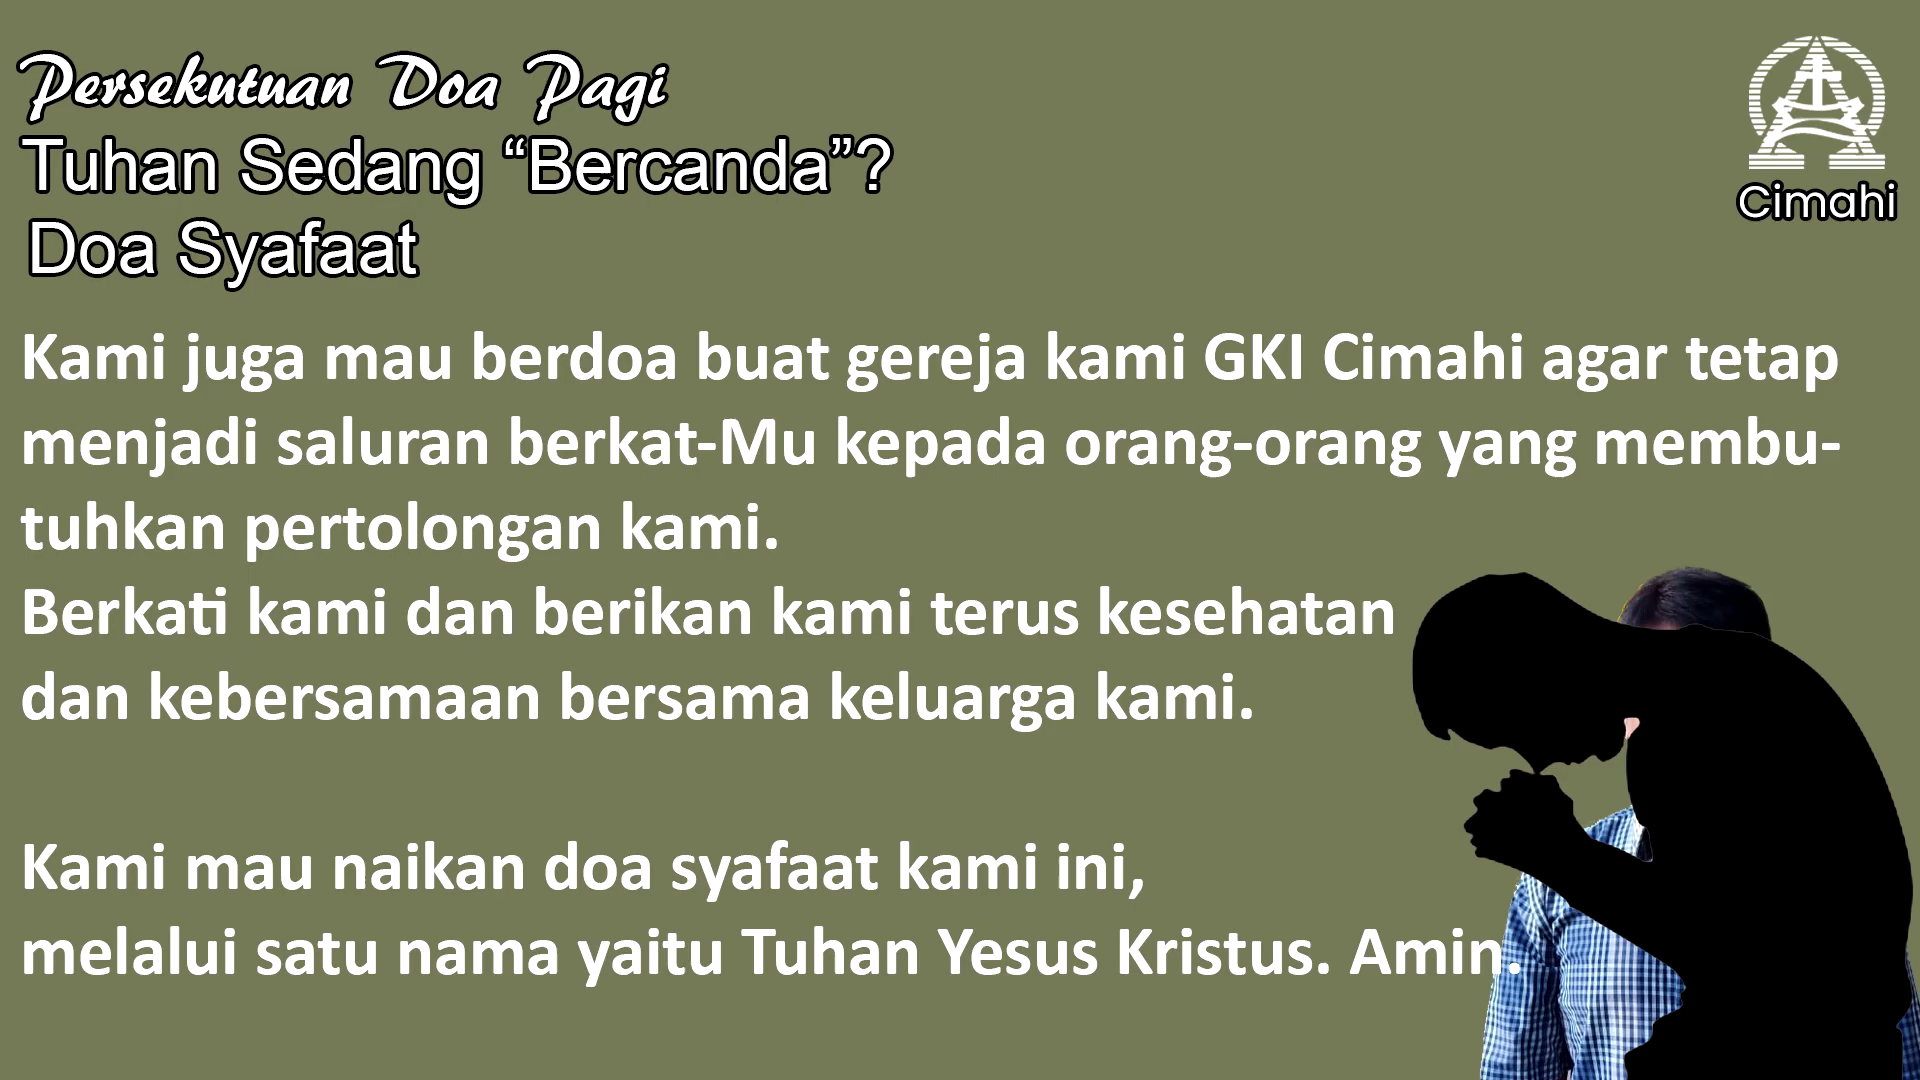 Persekutuan Doa Pagi
Tuhan Sedang “Bercanda”?
Doa Syafaat
Cimahi
Kami juga mau berdoa buat gereja kami GKI Cimahi agar tetap
menjadi saluran berkat-Mu kepada orang-orang yang membu-
tuhkan pertolongan kami.
Berkati kami dan berikan kami terus kesehatan
dan kebersamaan bersama keluarga kami.
Kami mau naikan doa syafaat kami ini,
melalui satu nama yaitu Tuhan Yesus Kristus. Amin.